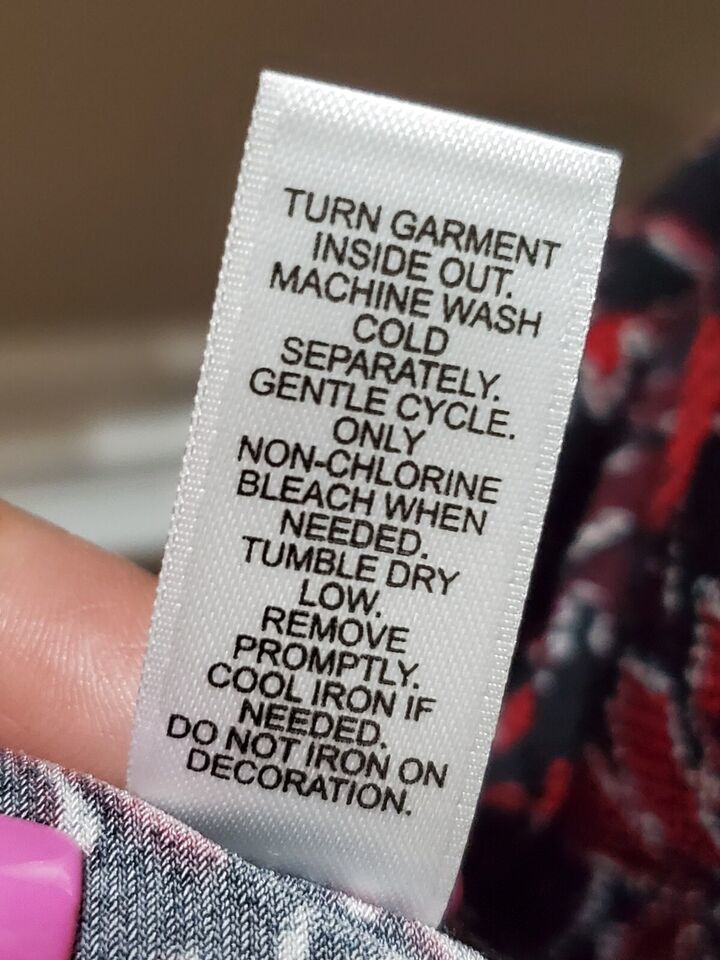 TURN GARMENT
INSIDE OUT.
MACHINE WASH
COLD
SEPARATELY.
GENTLE CYCLE.
ONLY
NON-CHLORINE
BLEACH WHEN
NEEDED.
TUMBLE DRY
LOW.
REMOVE
PROMPTLY.
COOL IRON IF
NEEDED.
DO NOT IRON ON
DECORATION.